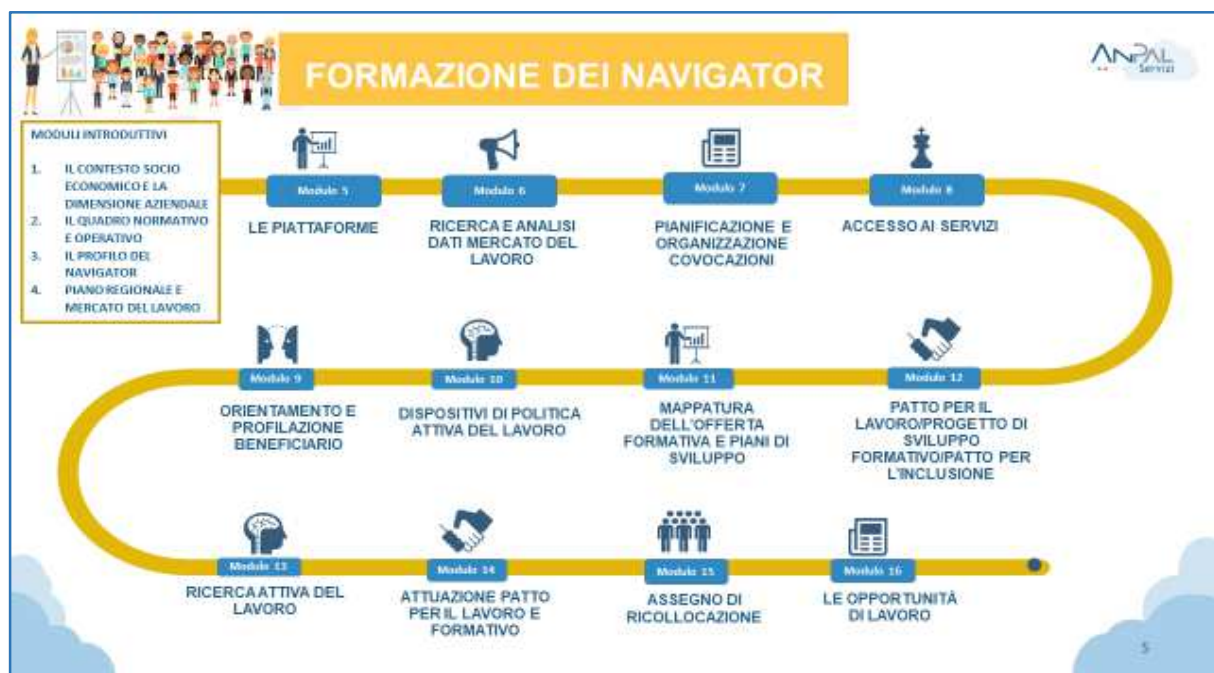 FORMAZIONE DEI NAVIGATOR
ANPAL
Servizi
MODULI INTRODUTTIVI
1. IL CONTESTO SOCIO
ECONOMICO E LA
DIMENSIONE AZIENDALE
2. IL QUADRO NORMATIVO
E OPERATIVO
3. IL PROFILO DEL
NAVIGATOR
4. PIANO REGIONALE E
MERCATO DEL LAVORO
Modulo 5
LE PIATTAFORME
Modulo 6
RICERCA E ANALISI
DATI MERCATO DEL
LAVORO
Modulo 7
PIANIFICAZIONE E
ORGANIZZAZIONE
COVOCAZIONI
Modulo 8
ACCESSO AI SERVIZI
Modulo 9
ORIENTAMENTO E
PROFILAZIONE
BENEFICIARIO
Modulo 10
DISPOSITIVI DI POLITICA
ATTIVA DEL LAVORO
Modulo 11
MAPPATURA
DELL'OFFERTA
FORMATIVA E PIANI DI
SVILUPPO
Modulo 12
PATTO PER IL
LAVORO/PROGETTO DI
SVILUPPO
FORMATIVO/PATTO PER
L'INCLUSIONE
Modulo 13
RICERCA ATTIVA DEL
LAVORO
Modulo 14
ATTUAZIONE PATTO
PER IL LAVORO E
FORMATIVO
Modulo 15
ASSEGNO DI
RICOLLOCAZIONE
Modulo 16
LE OPPORTUNITÀ
DI LAVORO
5